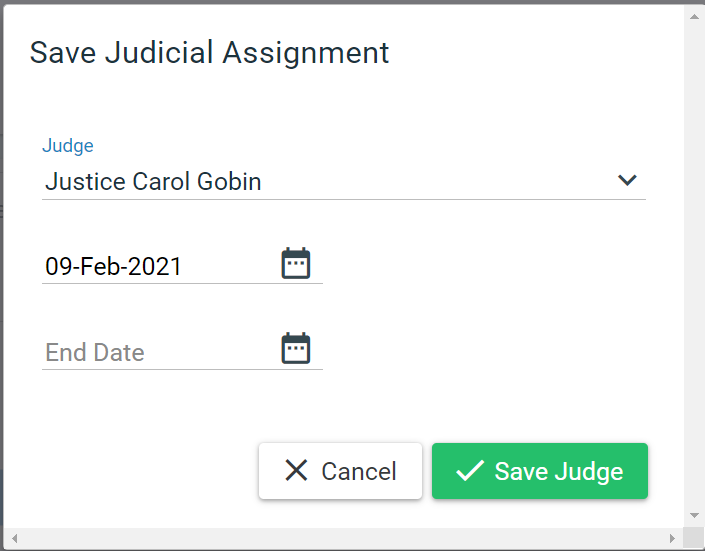 Save Judicial Assignment
Judge
Justice Carol Gobin
09-Feb-2021
End Date
Cancel
Save Judge